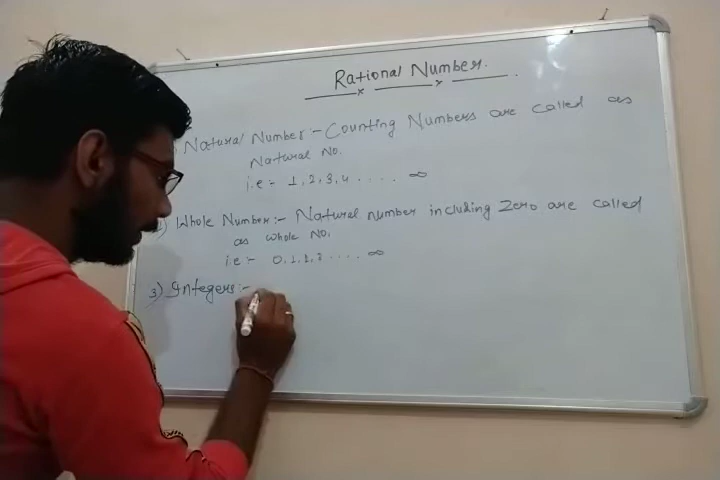 Rational Number.
Natural Number:- Counting Numbers are called as
Natural No.
i.e:- 1,2,3,4.... ∞
Whole Number:- Natural number including Zero are called
as whole No.
i.e:- 0,1,2,3.... ∞
3) Integers:-